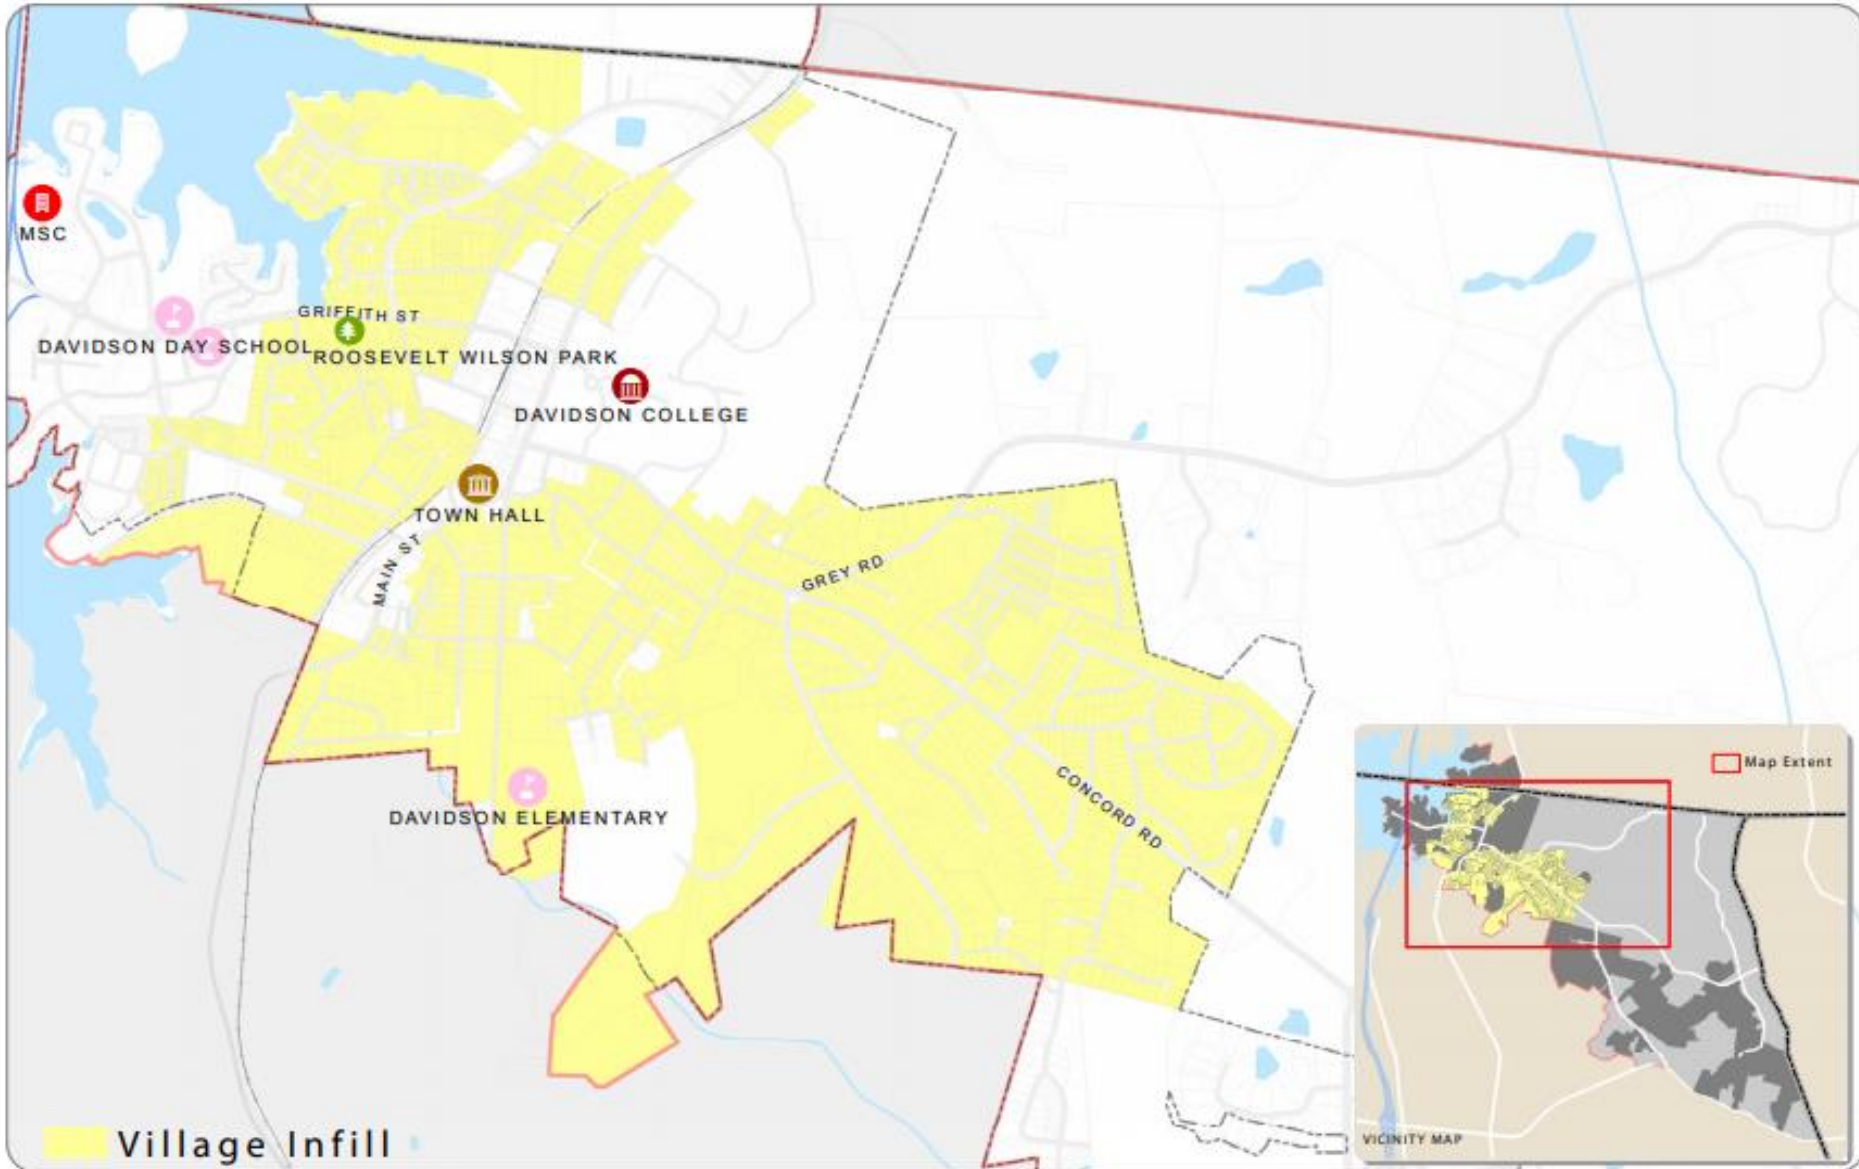 MSC
GRIFFITH ST
DAVIDSON DAY SCHOOL
ROOSEVELT WILSON PARK
DAVIDSON COLLEGE
TOWN HALL
MAIN ST
GREY RD
CONCORD RD
DAVIDSON ELEMENTARY
Map Extent
VICINITY MAP
Village Infill